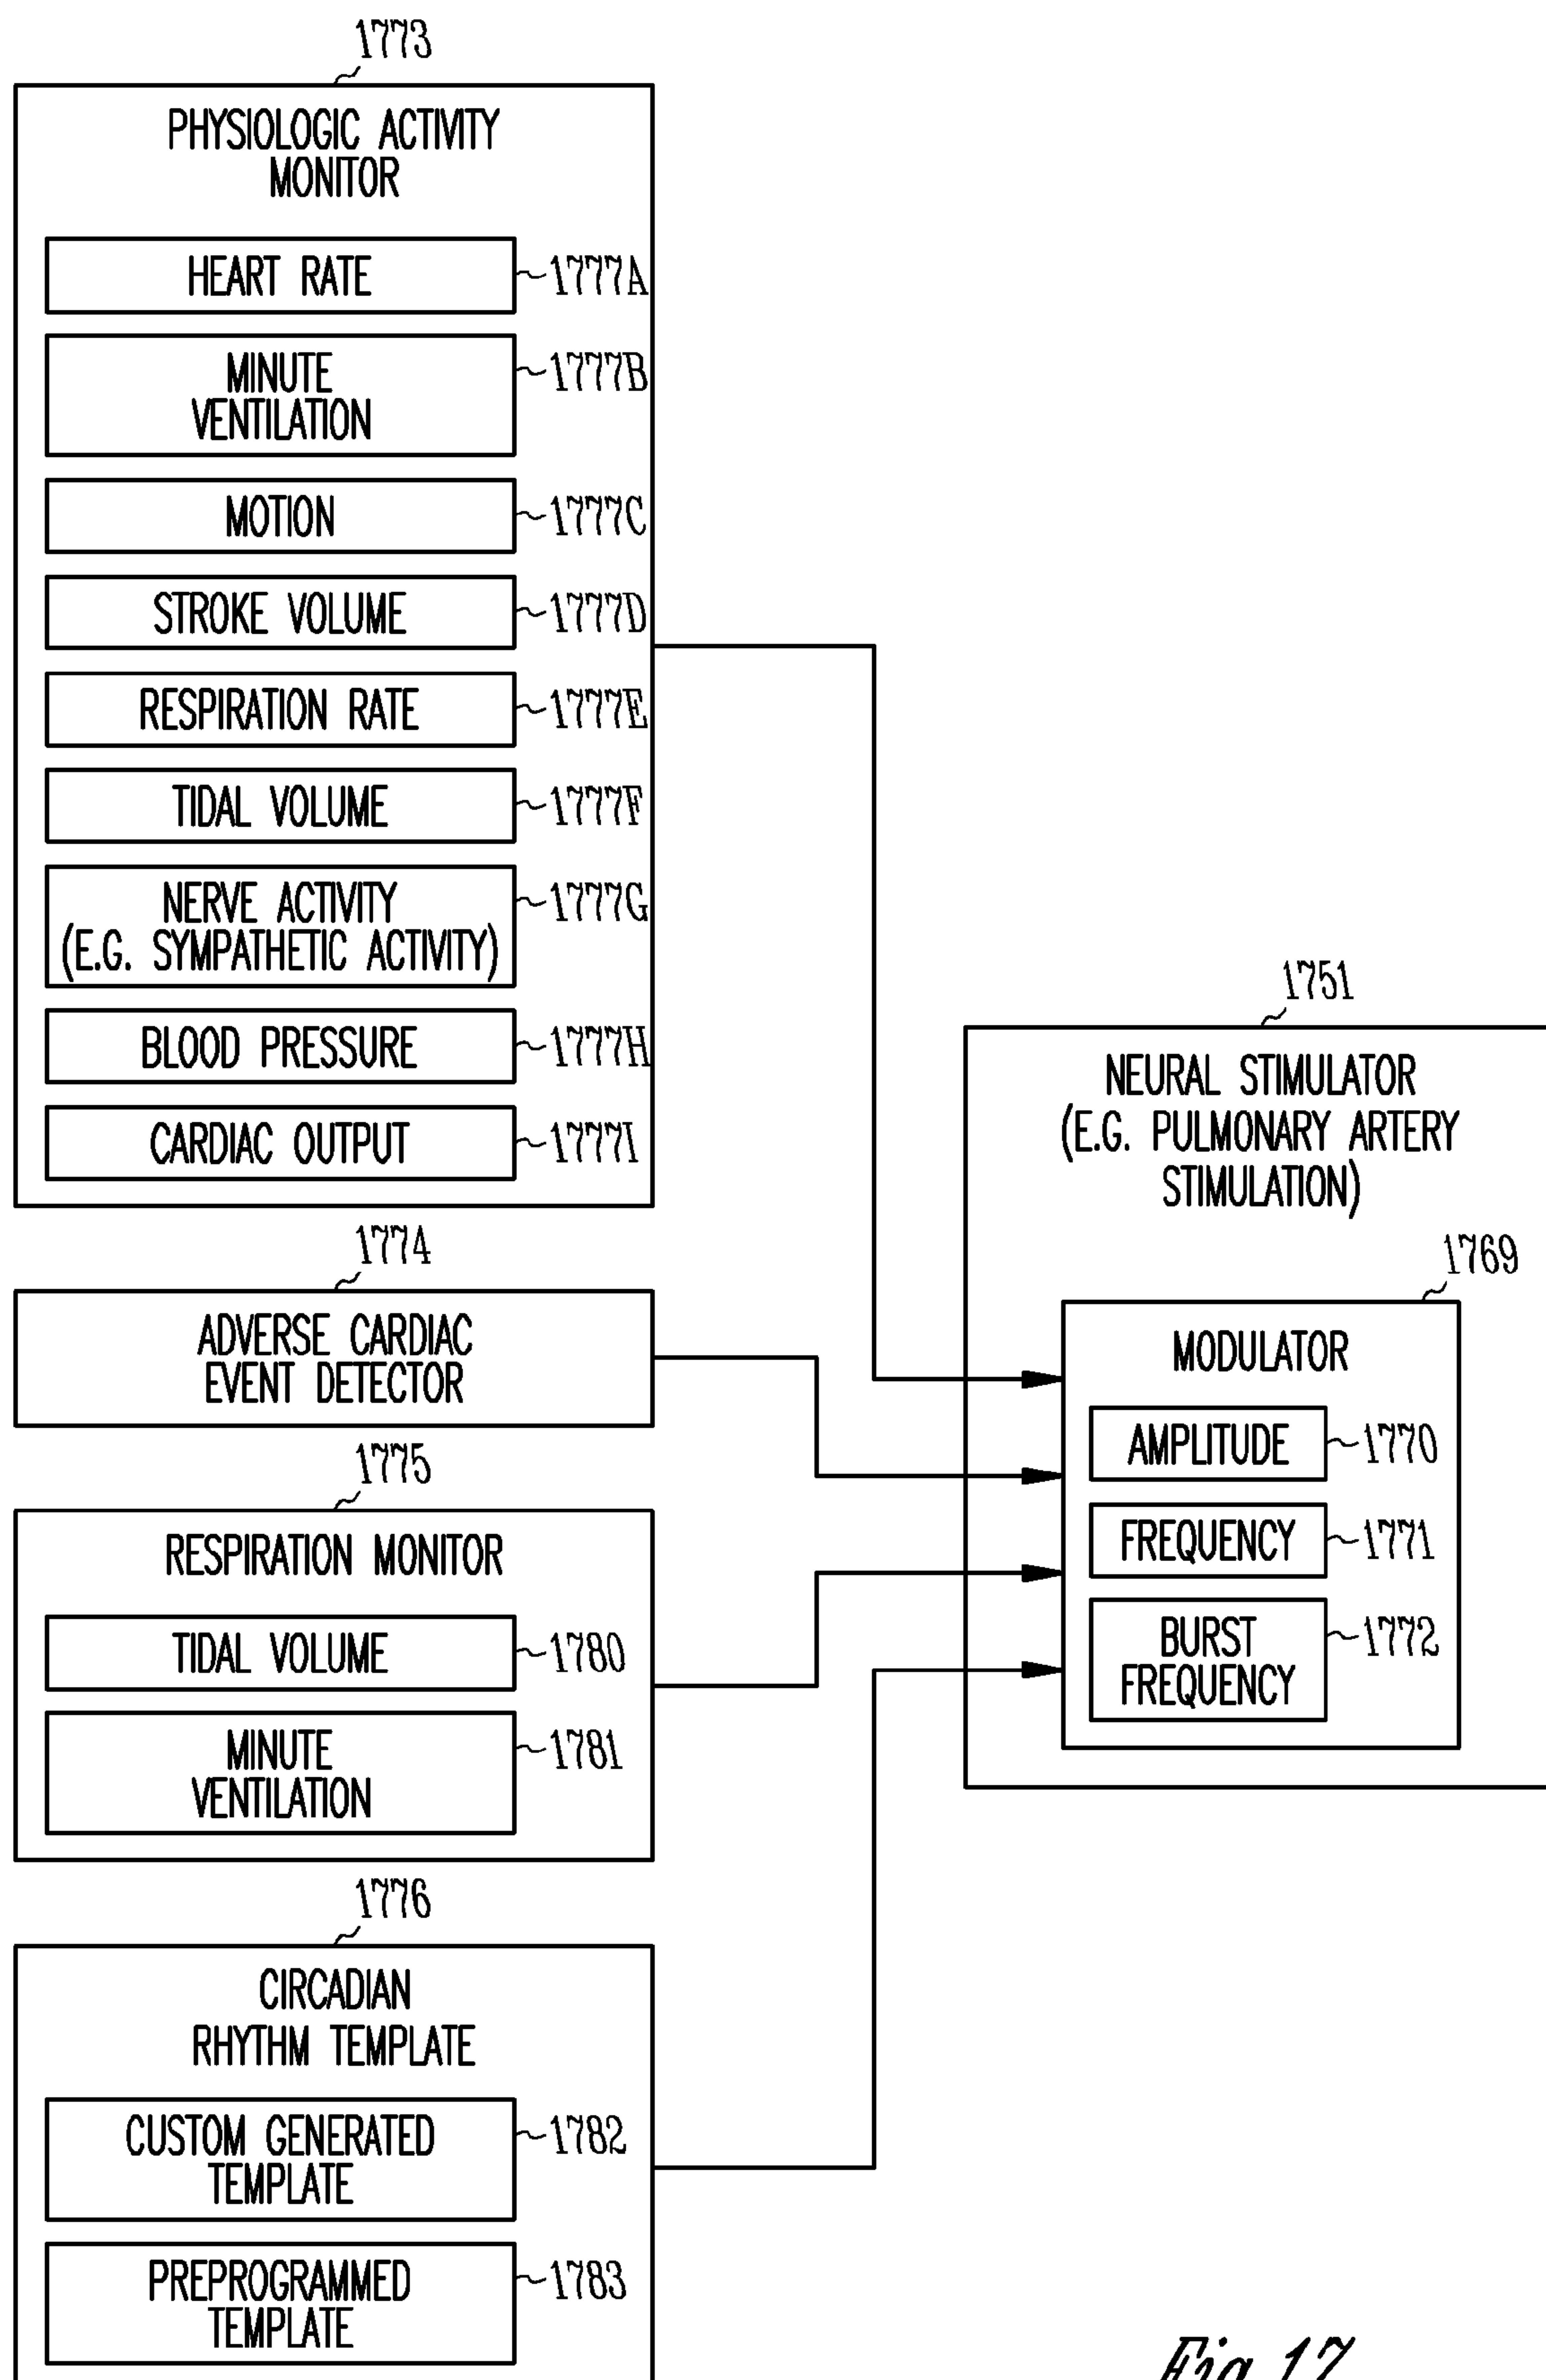 1773
PHYSIOLOGIC ACTIVITY
MONITOR
HEART RATE
1777A
MINUTE
VENTILATION
1777B
MOTION
1777C
STROKE VOLUME
1777D
RESPIRATION RATE
1777E
TIDAL VOLUME
1777F
NERVE ACTIVITY
(E.G. SYMPATHETIC ACTIVITY)
1777G
BLOOD PRESSURE
1777H
CARDIAC OUTPUT
1777I
1774
ADVERSE CARDIAC
EVENT DETECTOR
1775
RESPIRATION MONITOR
TIDAL VOLUME
1780
MINUTE
VENTILATION
1781
1776
CIRCADIAN
RHYTHM TEMPLATE
CUSTOM GENERATED
TEMPLATE
1782
PREPROGRAMMED
TEMPLATE
1783
1751
NEURAL STIMULATOR
(E.G. PULMONARY ARTERY
STIMULATION)
1769
MODULATOR
AMPLITUDE
1770
FREQUENCY
1771
BURST
FREQUENCY
1772
Fig.17